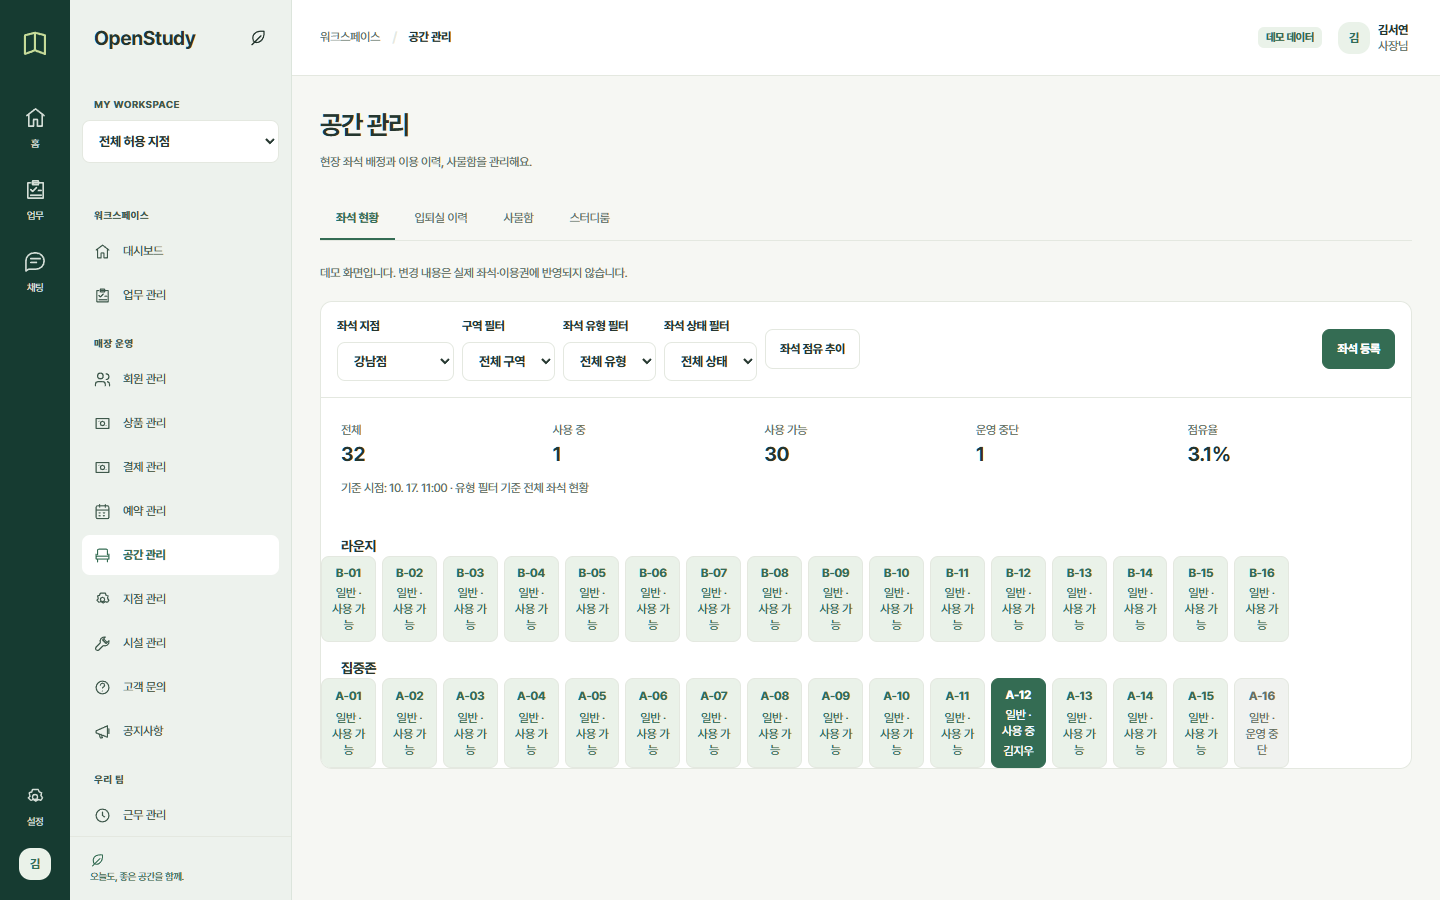 홈
업무
채팅
설정
김
OpenStudy
MY WORKSPACE
전체 허용 지점
워크스페이스
대시보드
업무 관리
매장 운영
회원 관리
상품 관리
결제 관리
예약 관리
공간 관리
지점 관리
시설 관리
고객 문의
공지사항
우리 팀
근무 관리
오늘도, 좋은 공간을 함께.
워크스페이스 / 공간 관리
데모 데이터
김
김서연
사장님
공간 관리
현장 좌석 배정과 이용 이력, 사물함을 관리해요.
좌석 현황 입퇴실 이력 사물함 스터디룸
데모 화면입니다. 변경 내용은 실제 좌석·이용권에 반영되지 않습니다.
좌석 지점 구역 필터 좌석 유형 필터 좌석 상태 필터
강남점 전체 구역 전체 유형 전체 상태 좌석 점유 추이 좌석 등록
전체 사용 중 사용 가능 운영 중단 점유율
32 1 30 1 3.1%
기준 시점: 10. 17. 11:00 · 유형 필터 기준 전체 좌석 현황
라운지
B-01 B-02 B-03 B-04 B-05 B-06 B-07 B-08 B-09 B-10 B-11 B-12 B-13 B-14 B-15 B-16
일반 · 일반 · 일반 · 일반 · 일반 · 일반 · 일반 · 일반 · 일반 · 일반 · 일반 · 일반 · 일반 · 일반 · 일반 · 일반 ·
사용 가 사용 가 사용 가 사용 가 사용 가 사용 가 사용 가 사용 가 사용 가 사용 가 사용 가 사용 가 사용 가 사용 가 사용 가 사용 가
능 능 능 능 능 능 능 능 능 능 능 능 능 능 능 능
집중존
A-01 A-02 A-03 A-04 A-05 A-06 A-07 A-08 A-09 A-10 A-11 A-12 A-13 A-14 A-15 A-16
일반 · 일반 · 일반 · 일반 · 일반 · 일반 · 일반 · 일반 · 일반 · 일반 · 일반 · 일반 · 일반 · 일반 · 일반 · 일반 ·
사용 가 사용 가 사용 가 사용 가 사용 가 사용 가 사용 가 사용 가 사용 가 사용 가 사용 가 사용 중 사용 가 사용 가 사용 가 운영 중
능 능 능 능 능 능 능 능 능 능 능 김지우 능 능 능 단